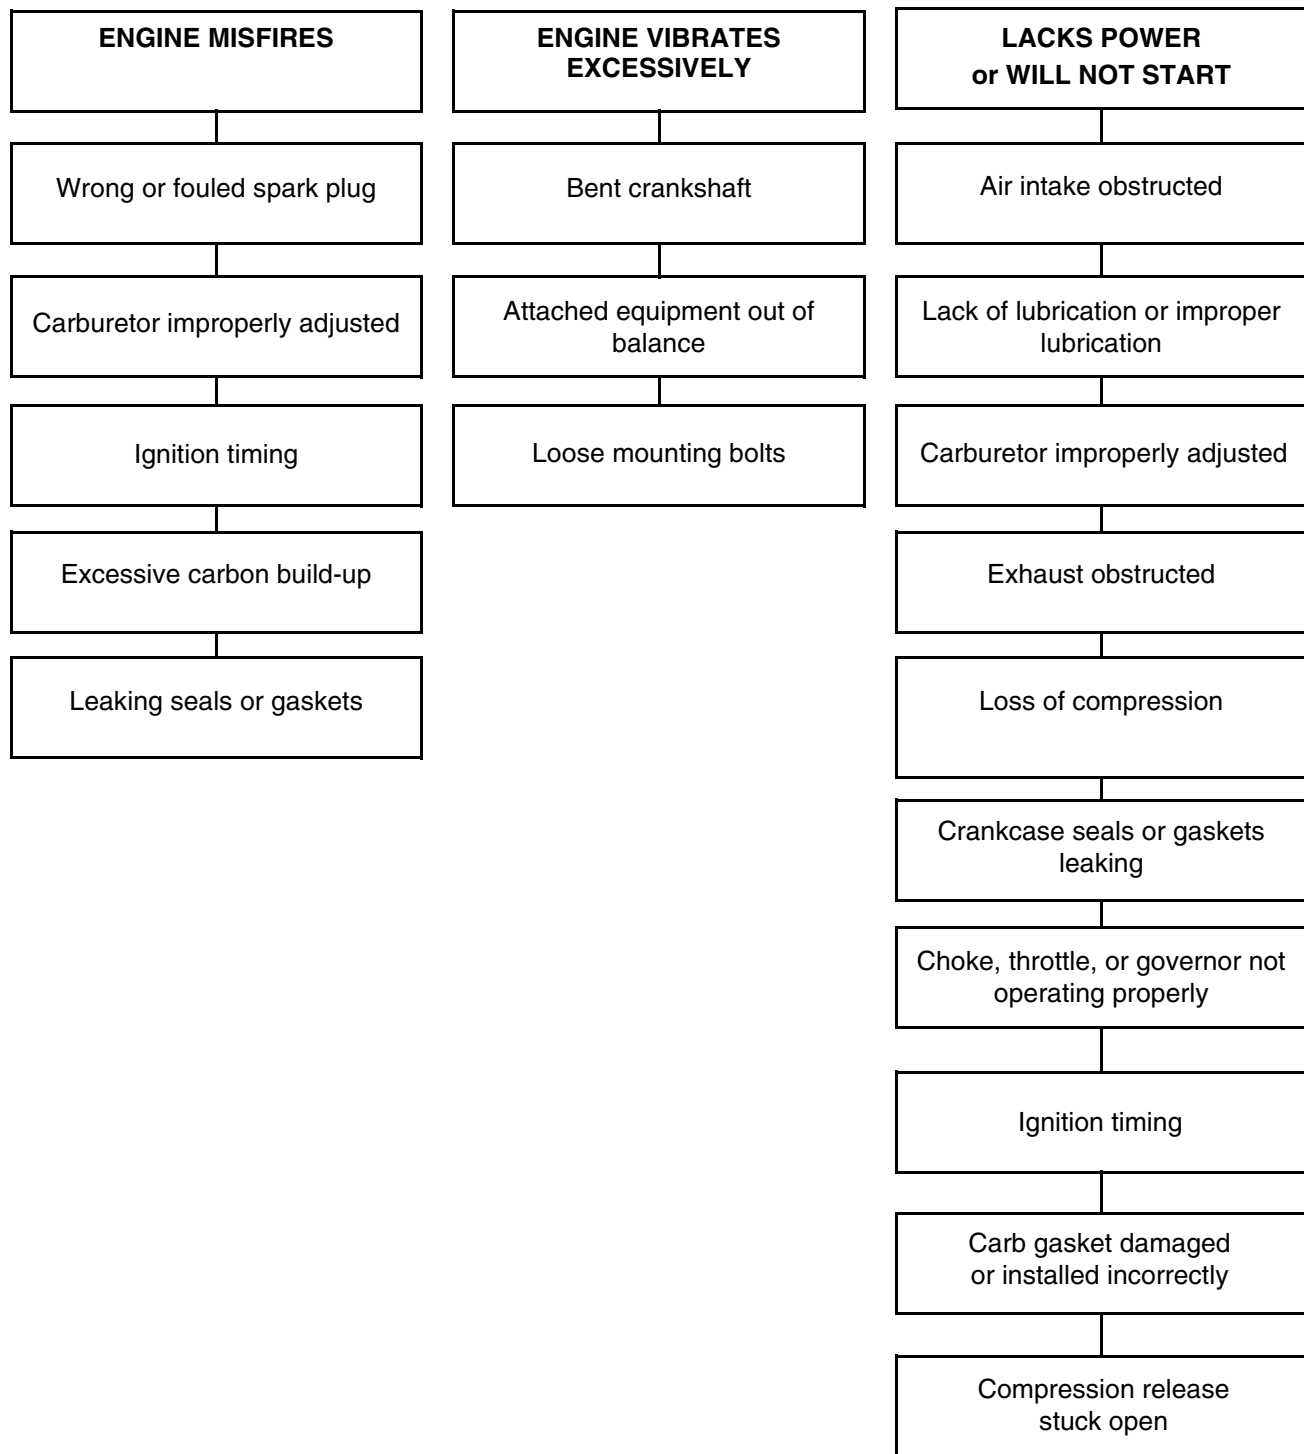 ENGINE MISFIRES
Wrong or fouled spark plug
Carburetor improperly adjusted
Ignition timing
Excessive carbon build-up
Leaking seals or gaskets
ENGINE VIBRATES
EXCESSIVELY
Bent crankshaft
Attached equipment out of
balance
Loose mounting bolts
LACKS POWER
or WILL NOT START
Air intake obstructed
Lack of lubrication or improper
lubrication
Carburetor improperly adjusted
Exhaust obstructed
Loss of compression
Crankcase seals or gaskets
leaking
Choke, throttle, or governor not
operating properly
Ignition timing
Carb gasket damaged
or installed incorrectly
Compression release
stuck open